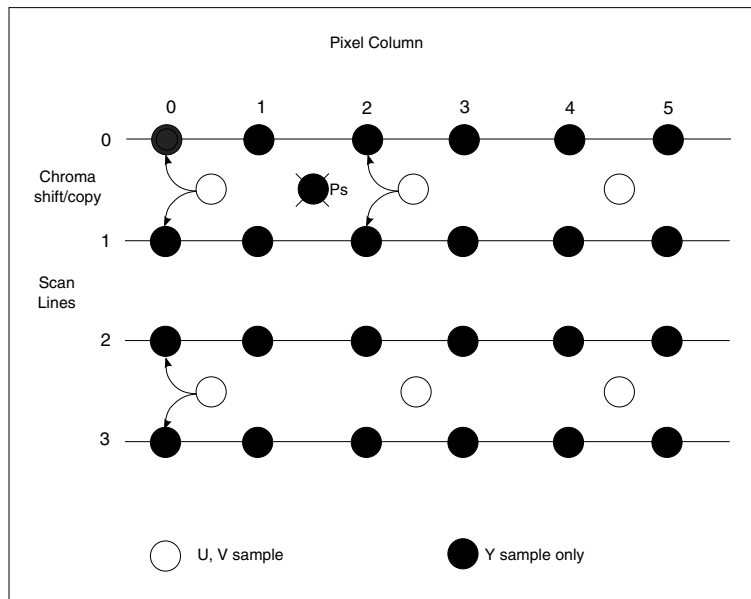 Pixel Column
0 1 2 3 4 5
0
Chroma
shift/copy
Ps
1
Scan
Lines
2
3
U, V sample
Y sample only